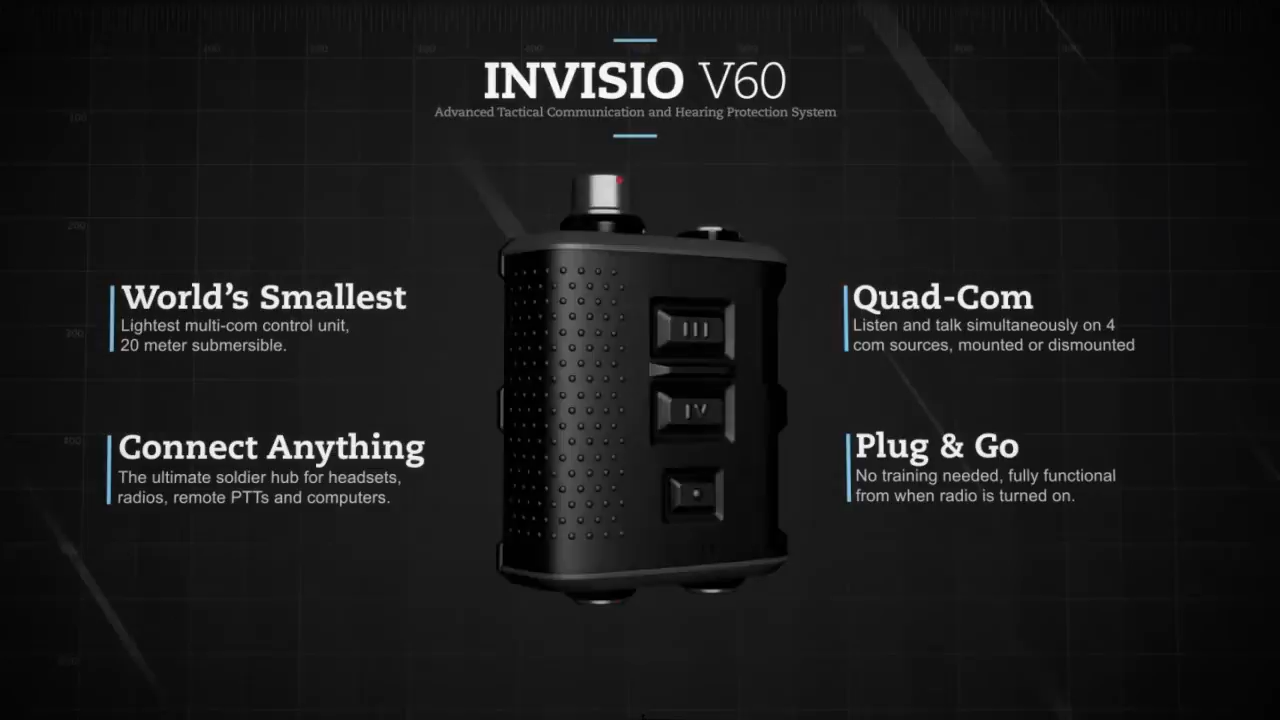 INVISIO V60
Advanced Tactical Communication and Hearing Protection System
World's Smallest
Lightest multi-com control unit,
20 meter submersible.
Quad-Com
Listen and talk simultaneously on 4
com sources, mounted or dismounted
III
IV
Connect Anything
The ultimate soldier hub for headsets,
radios, remote PTTs and computers.
Plug & Go
No training needed, fully functional
from when radio is turned on.